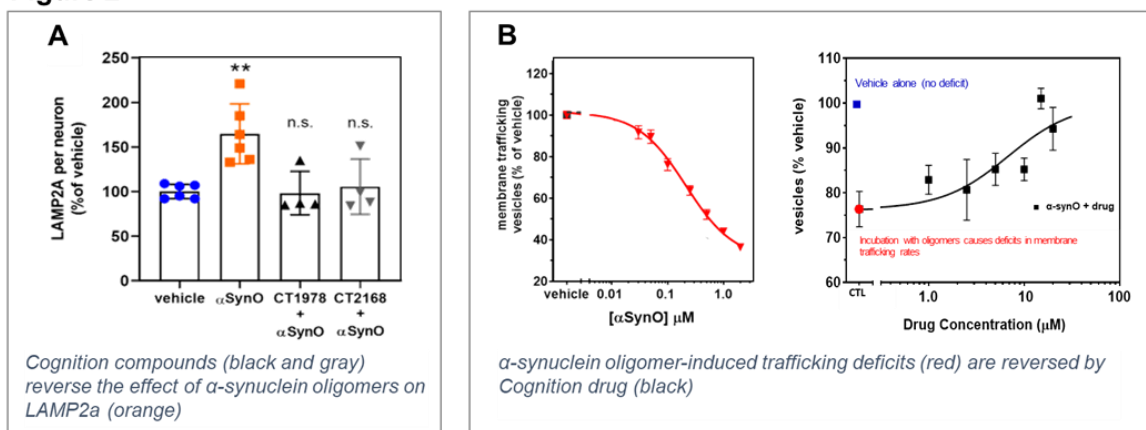 A
LAMP2A per neuron
(%of vehicle)
250
200
150
100
50
0
**
n.s.
n.s.
vehicle
αSynO
CT1978
+
αSynO
CT2168
+
αSynO
Cognition compounds (black and gray)
reverse the effect of α-synuclein oligomers on
LAMP2a (orange)
B
membrane trafficking
vesicles (% of vehicle)
120
100
80
60
40
20
vehicle
0.01
0.1
1.0
[αSynO] μM
vesicles (% vehicle)
110
100
90
80
70
60
Vehicle alone (no deficit)
α-synO + drug
Incubation with oligomers causes deficits in membrane
trafficking rates
CTL
1.0
10
100
Drug Concentration (μM)
α-synuclein oligomer-induced trafficking deficits (red) are reversed by
Cognition drug (black)